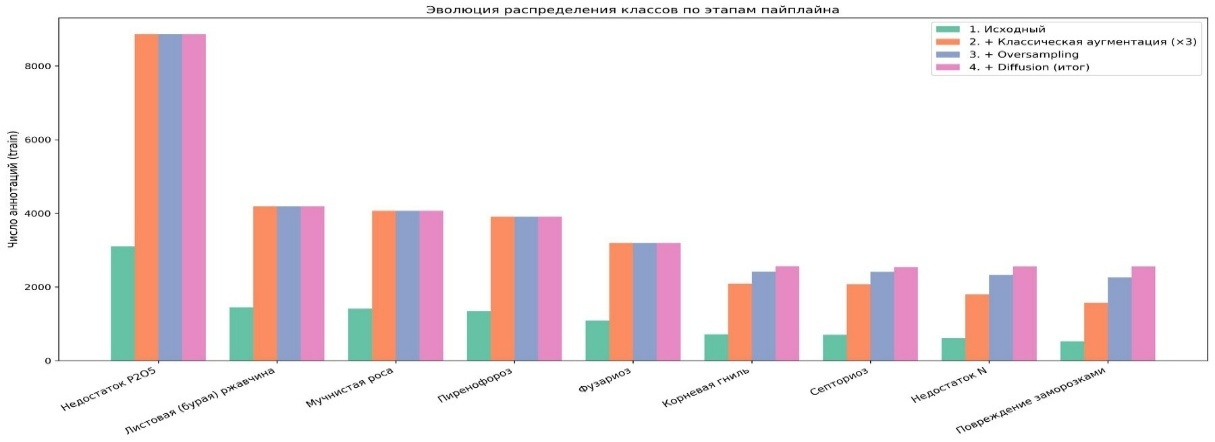 Эволюция распределения классов по этапам пайплайна
1. Исходный
2. + Классическая аугментация (×3)
3. + Oversampling
4. + Diffusion (итог)
Число аннотаций (train)
8000
6000
4000
2000
0
Недостаток P2O5
Листовая (бурая) ржавчина
Мучнистая роса
Пиренофороз
Фузариоз
Корневая гниль
Септориоз
Недостаток N
Повреждение заморозками